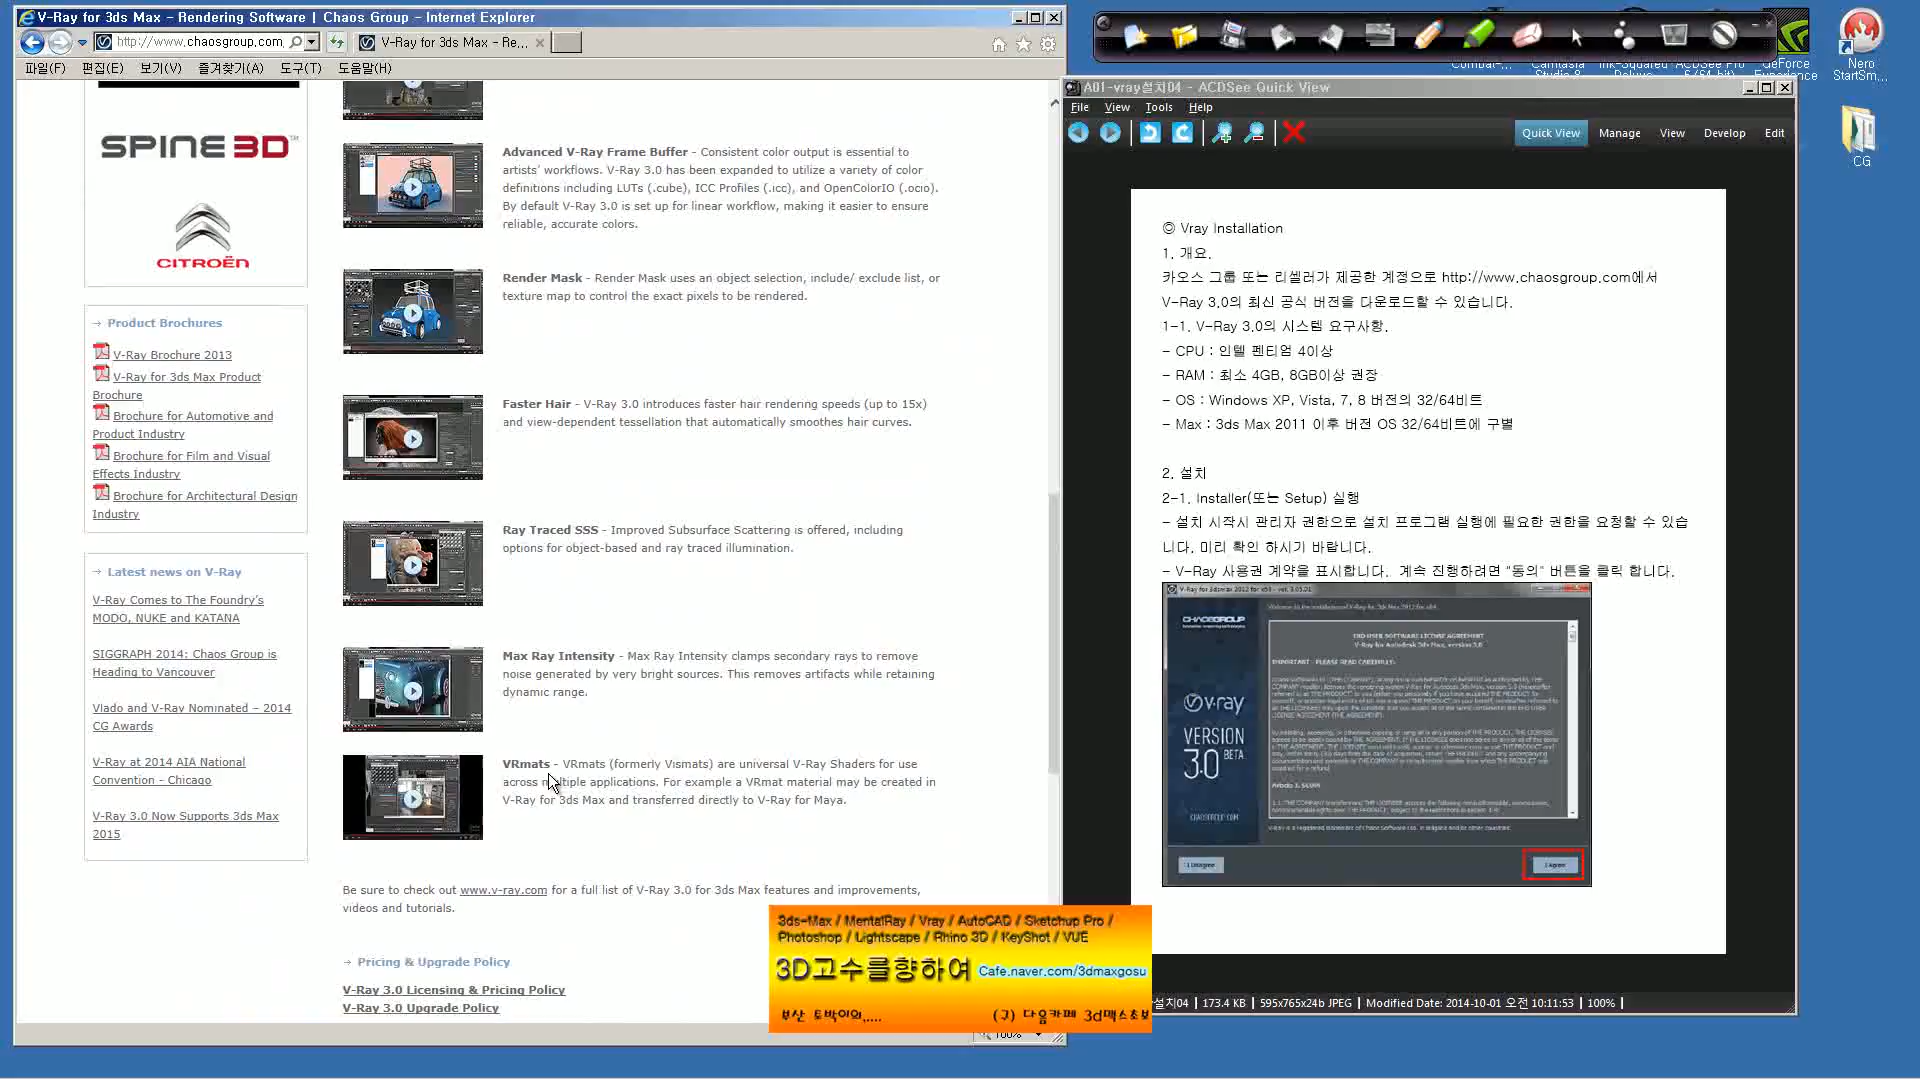 V-Ray for 3ds Max - Rendering Software | Chaos Group - Internet Explorer
http://www.chaosgroup.com,
V-Ray for 3ds Max - Re...
파일(F) 편집(E) 보기(V) 즐겨찾기(A) 도구(T) 도움말(H)
SPINE 3D™
CITROËN
→ Product Brochures
V-Ray Brochure 2013
V-Ray for 3ds Max Product
Brochure
Brochure for Automotive and
Product Industry
Brochure for Film and Visual
Effects Industry
Brochure for Architectural Design
Industry
→ Latest news on V-Ray
V-Ray Comes to The Foundry's
MODO, NUKE and KATANA
SIGGRAPH 2014: Chaos Group is
Heading to Vancouver
Vlado and V-Ray Nominated – 2014
CG Awards
V-Ray at 2014 AIA National
Convention - Chicago
V-Ray 3.0 Now Supports 3ds Max
2015
Advanced V-Ray Frame Buffer - Consistent color output is essential to
artists' workflows. V-Ray 3.0 has been expanded to utilize a variety of color
definitions including LUTs (.cube), ICC Profiles (.icc), and OpenColorIO (.ocio).
By default V-Ray 3.0 is set up for linear workflow, making it easier to ensure
reliable, accurate colors.
Render Mask - Render Mask uses an object selection, include/ exclude list, or
texture map to control the exact pixels to be rendered.
Faster Hair - V-Ray 3.0 introduces faster hair rendering speeds (up to 15x)
and view-dependent tessellation that automatically smoothes hair curves.
Ray Traced SSS - Improved Subsurface Scattering is offered, including
options for object-based and ray traced illumination.
Max Ray Intensity - Max Ray Intensity clamps secondary rays to remove
noise generated by very bright sources. This removes artifacts while retaining
dynamic range.
VRmats - VRmats (formerly Vismats) are universal V-Ray Shaders for use
across multiple applications. For example a VRmat material may be created in
V-Ray for 3ds Max and transferred directly to V-Ray for Maya.
Be sure to check out www.v-ray.com for a full list of V-Ray 3.0 for 3ds Max features and improvements,
videos and tutorials.
→ Pricing & Upgrade Policy
V-Ray 3.0 Licensing & Pricing Policy
V-Ray 3.0 Upgrade Policy
100%
GeForce
Experience
Nero
StartSm...
CG
A01-vray설치04 - ACDSee Quick View
File View Tools Help
Quick View Manage View Develop Edit
◎ Vray Installation
1. 개요.
카오스 그룹 또는 리셀러가 제공한 계정으로 http://www.chaosgroup.com에서
V-Ray 3.0의 최신 공식 버전을 다운로드할 수 있습니다.
1-1. V-Ray 3.0의 시스템 요구사항.
- CPU : 인텔 펜티엄 4이상
- RAM : 최소 4GB, 8GB이상 권장
- OS : Windows XP, Vista, 7, 8 버전의 32/64비트
- Max : 3ds Max 2011 이후 버전 OS 32/64비트에 구별
2. 설치
2-1. Installer(또는 Setup) 실행
- 설치 시작시 관리자 권한으로 설치 프로그램 실행에 필요한 권한을 요청할 수 있습
니다. 미리 확인 하시기 바랍니다.
- V-Ray 사용권 계약을 표시합니다. 계속 진행하려면 "동의" 버튼을 클릭 합니다.
CHAOSGROUP
END USER SOFTWARE LICENSE AGREEMENT
V-Ray for Autodesk 3ds Max, version 3.0
IMPORTANT - PLEASE READ CAREFULLY:
v·ray
VERSION
3.0 BETA
CHAOSGROUP.COM
I Disagree
I Agree
설치04 | 173.4 KB | 595x765x24b JPEG | Modified Date: 2014-10-01 오전 10:11:53 | 100% |
3ds-Max / MentalRay / Vray / AutoCAD / Sketchup Pro /
Photoshop / Lightscape / Rhino 3D / KeyShot / VUE
3D고수를향하여 Cafe.naver.com/3dmaxgosu
부산 토박이의,.... (구) 다음카페 3d맥스초보